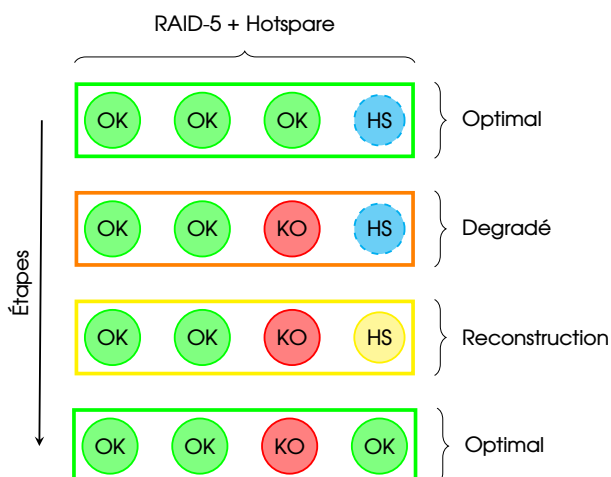 RAID-5 + Hotspare
OK OK OK HS Optimal
OK OK KO HS Degradé
Étapes
OK OK KO HS Reconstruction
OK OK KO OK Optimal